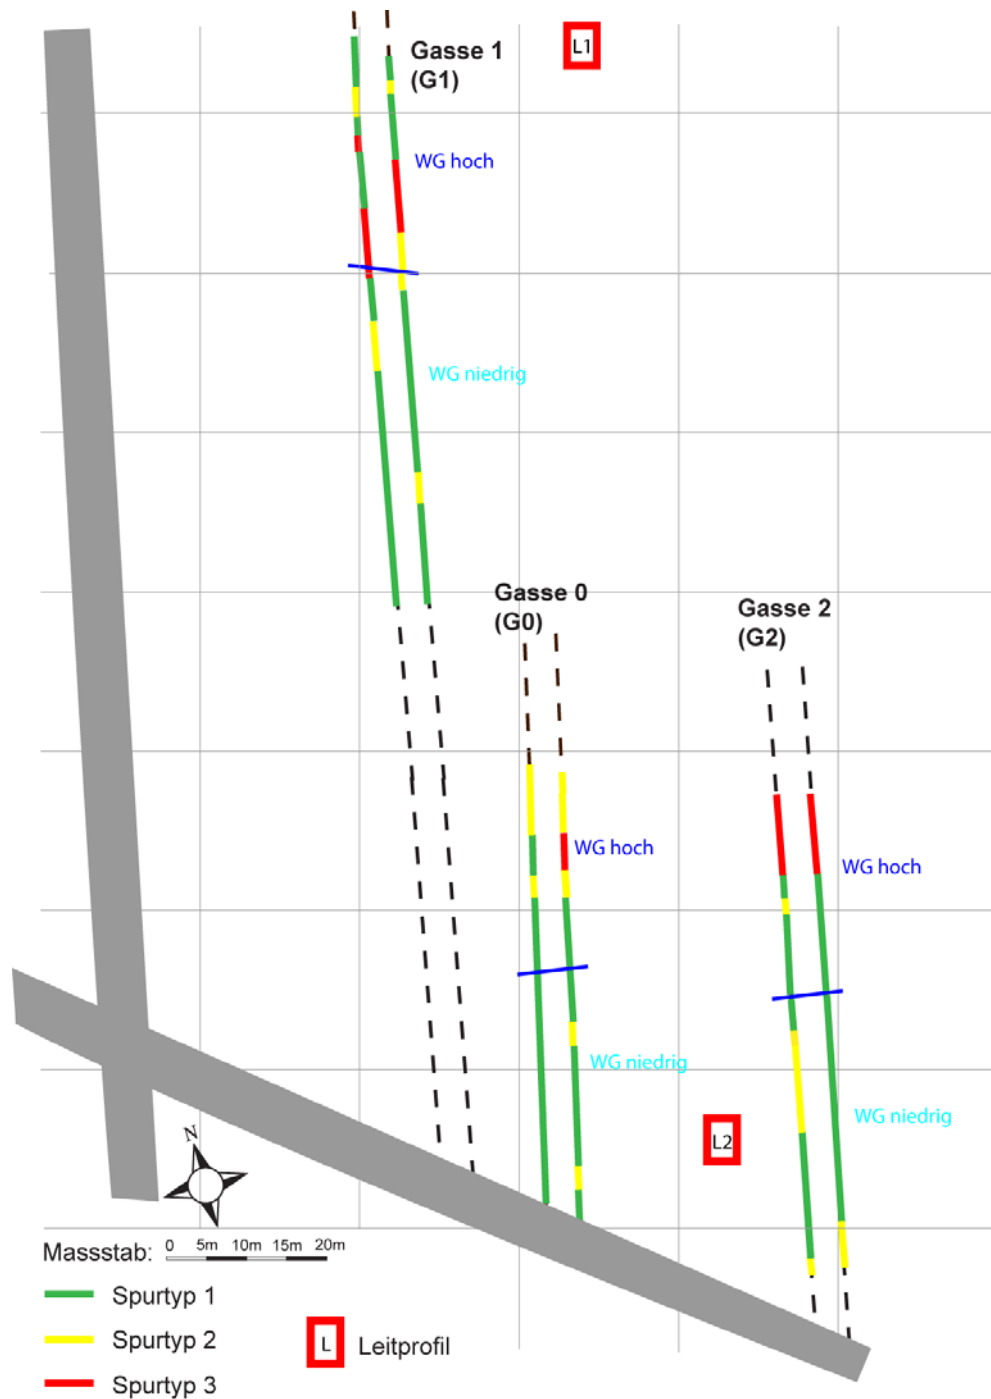 Gasse 1
(G1)
L1
WG hoch
WG niedrig
Gasse 0
(G0)
Gasse 2
(G2)
WG hoch
WG hoch
WG niedrig
WG niedrig
L2
N
Massstab: 0 5m 10m 15m 20m
Spurtyp 1
Spurtyp 2
L Leitprofil
Spurtyp 3